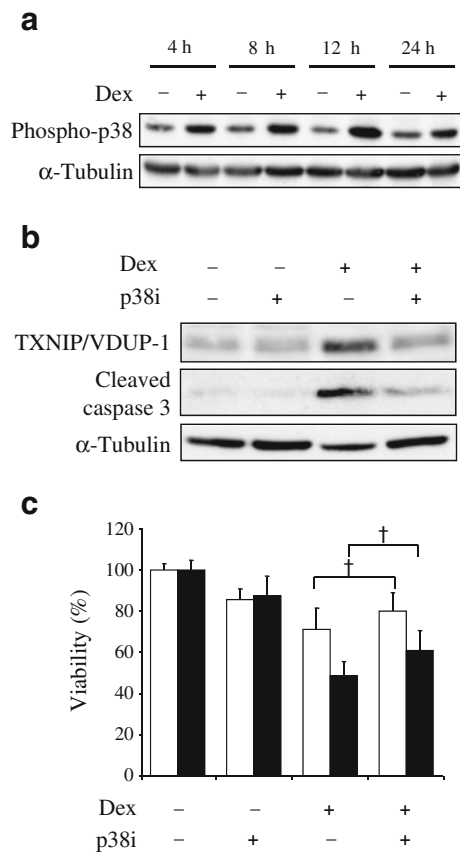 a
4 h 8 h 12 h 24 h
Dex – + – + – + – +
Phospho-p38
α-Tubulin
b
Dex – – + +
p38i – + – +
TXNIP/VDUP-1
Cleaved
caspase 3
α-Tubulin
c
120
100
80
60
40
20
0
Viability (%)
† †
Dex – – + +
p38i – + – +